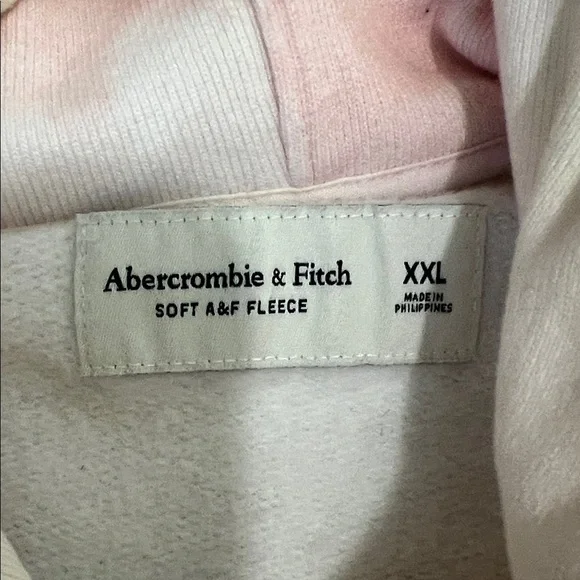 Abercrombie & Fitch
SOFT A&F FLEECE
XXL
MADE IN
PHILIPPINES